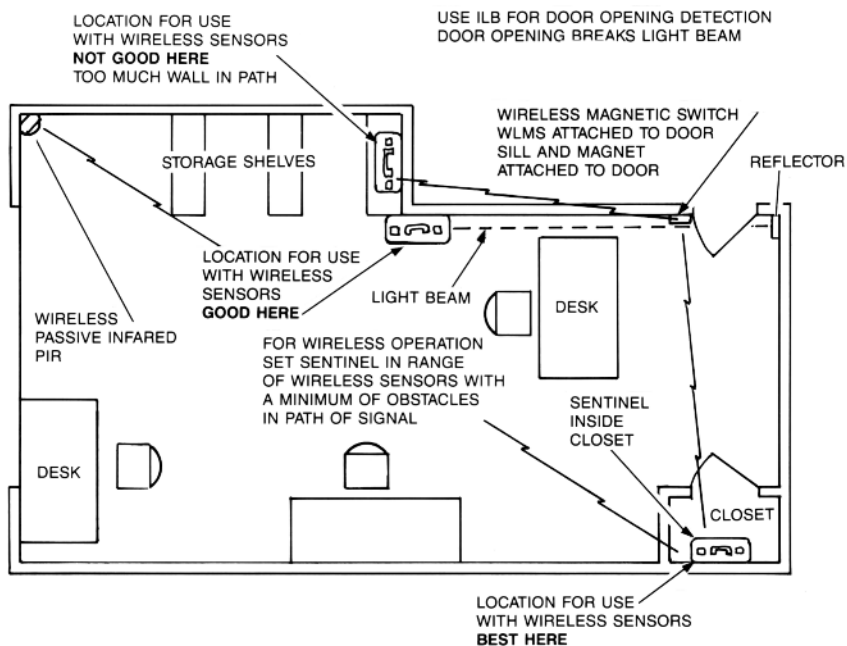 LOCATION FOR USE
WITH WIRELESS SENSORS
NOT GOOD HERE
TOO MUCH WALL IN PATH
USE ILB FOR DOOR OPENING DETECTION
DOOR OPENING BREAKS LIGHT BEAM
WIRELESS MAGNETIC SWITCH
WLMS ATTACHED TO DOOR
SILL AND MAGNET
ATTACHED TO DOOR
REFLECTOR
STORAGE SHELVES
LOCATION FOR USE
WITH WIRELESS
SENSORS
GOOD HERE
LIGHT BEAM
DESK
WIRELESS
PASSIVE INFARED
PIR
FOR WIRELESS OPERATION
SET SENTINEL IN RANGE
OF WIRELESS SENSORS WITH
A MINIMUM OF OBSTACLES
IN PATH OF SIGNAL
SENTINEL
INSIDE
CLOSET
DESK
CLOSET
LOCATION FOR USE
WITH WIRELESS SENSORS
BEST HERE